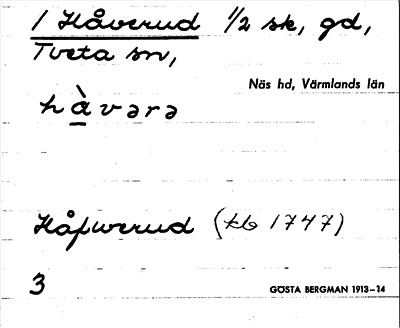 1 Håverud 1/2 sk, gd,
Tveta sn,
Näs hd, Värmlands län
hàvərə
Håfwerud (kb 1747)
3
GÖSTA BERGMAN 1913–14